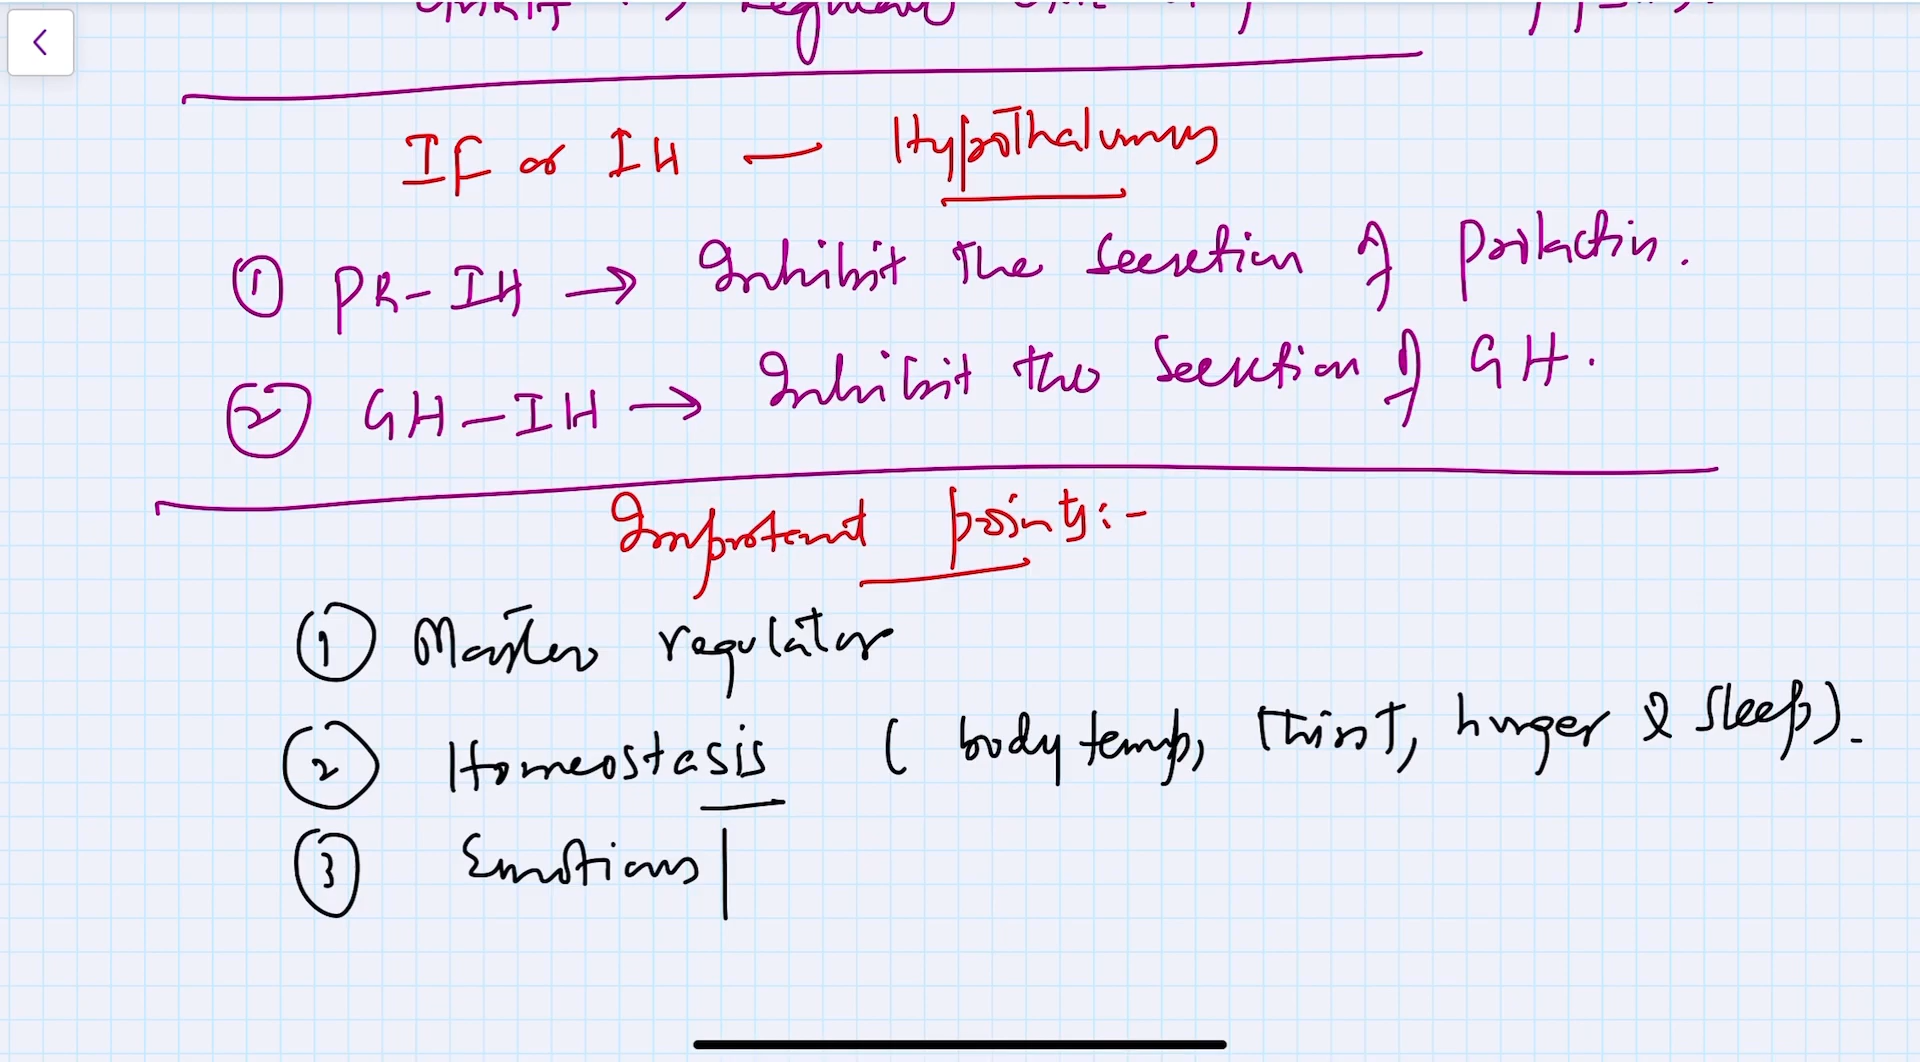 IF or IH — Hypothalamus
① PR-IH → Inhibit the Secretion of Prolactin.
② GH-IH → Inhibit the Secretion of GH.
Important points:-
① Master regulator
② Homeostasis (body temp, thirst, hunger & sleep).
③ Emotions |